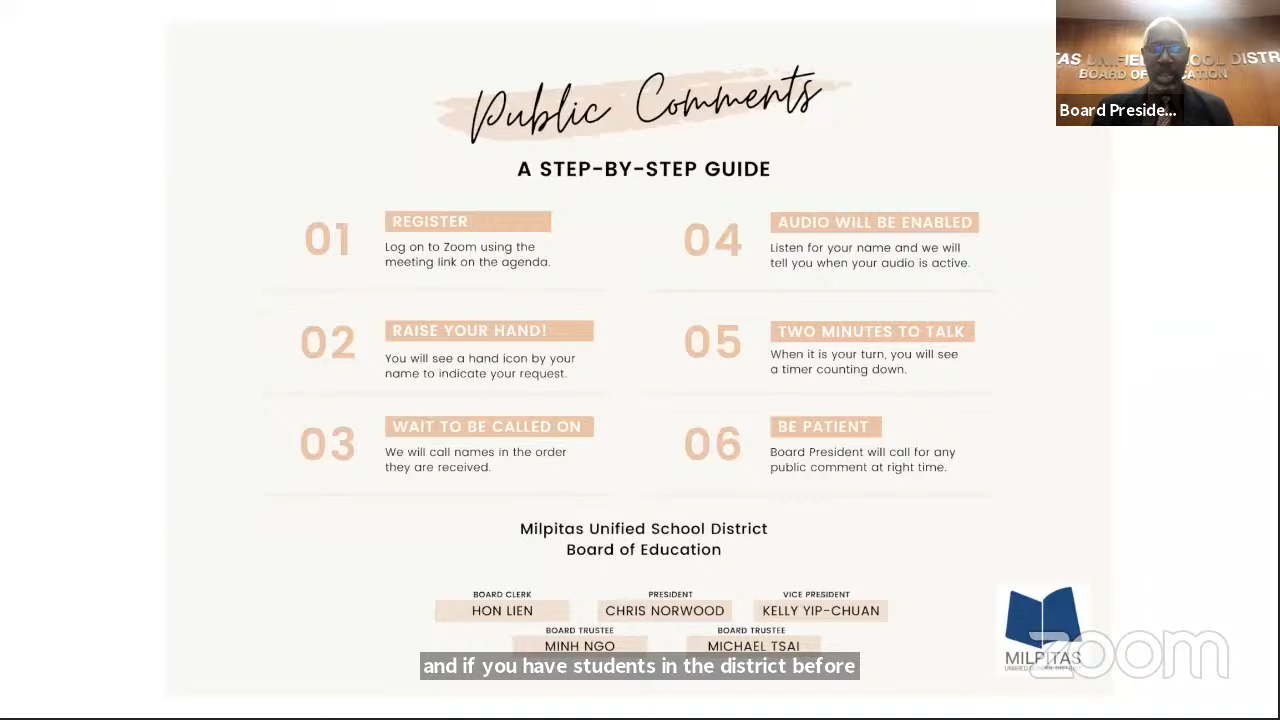 Public Comments
A STEP-BY-STEP GUIDE
01
REGISTER
Log on to Zoom using the
meeting link on the agenda.
02
RAISE YOUR HAND!
You will see a hand icon by your
name to indicate your request.
03
WAIT TO BE CALLED ON
We will call names in the order
they are received.
04
AUDIO WILL BE ENABLED
Listen for your name and we will
tell you when your audio is active.
05
TWO MINUTES TO TALK
When it is your turn, you will see
a timer counting down.
06
BE PATIENT
Board President will call for any
public comment at right time.
Milpitas Unified School District
Board of Education
BOARD CLERK
HON LIEN
PRESIDENT
CHRIS NORWOOD
VICE PRESIDENT
KELLY YIP-CHUAN
BOARD TRUSTEE
MINH NGO
BOARD TRUSTEE
MICHAEL TSAI
and if you have students in the district before
MILPITAS
zoom
BOARD OF
Board Preside...